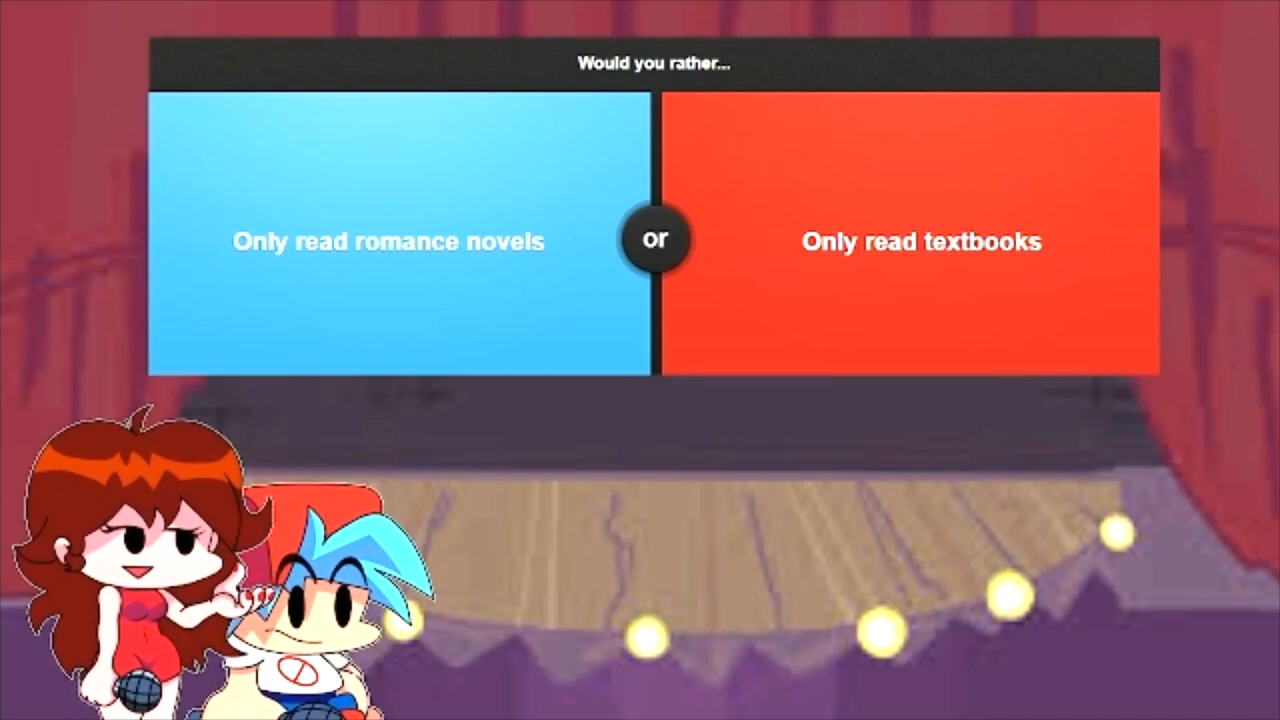 Would you rather...
Only read romance novels
or
Only read textbooks